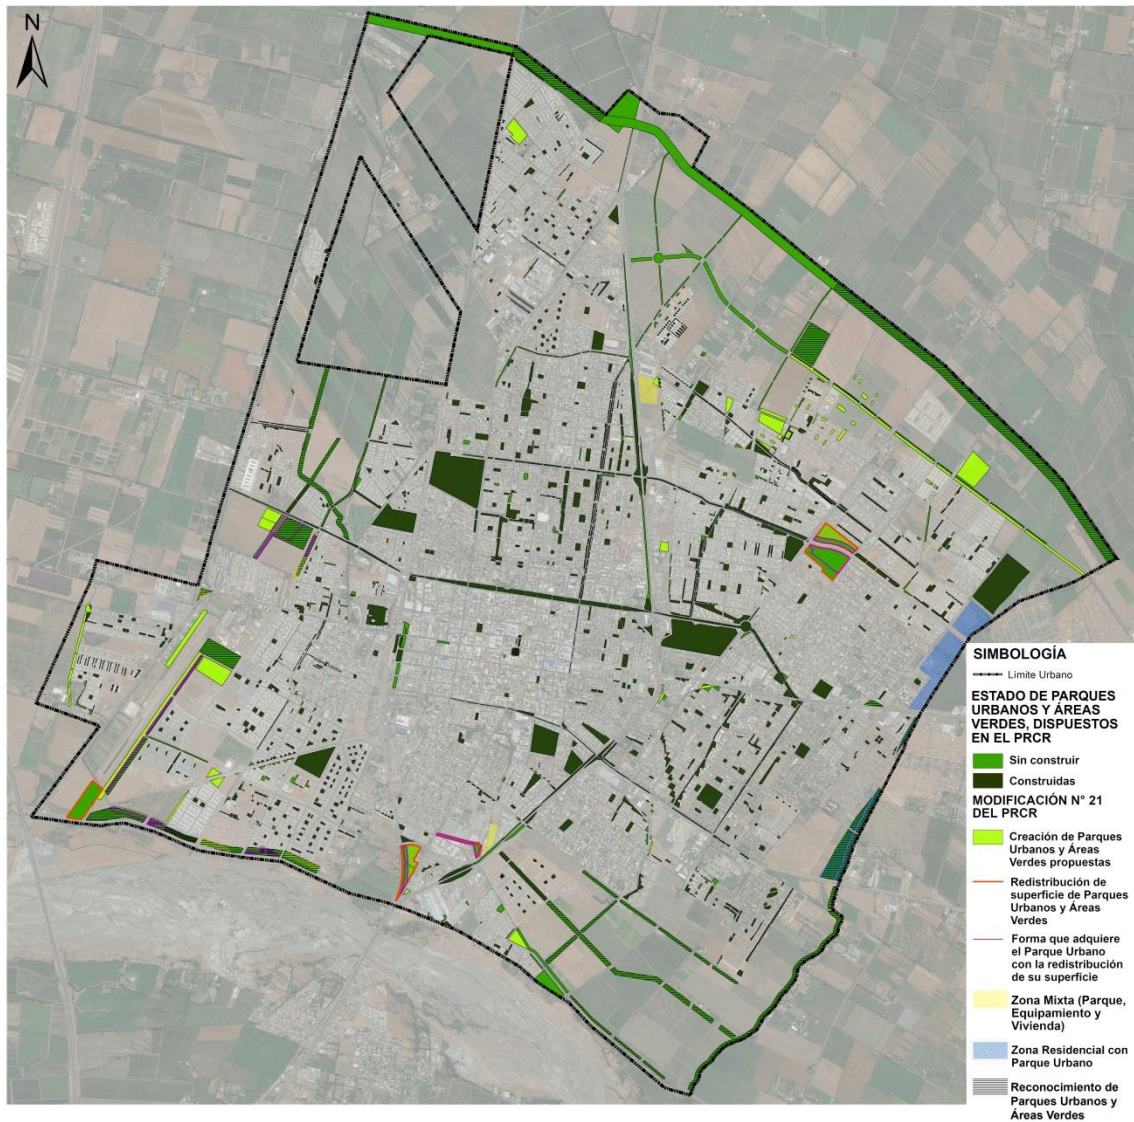 N
SIMBOLOGÍA
Límite Urbano
ESTADO DE PARQUES
URBANOS Y ÁREAS
VERDES, DISPUESTOS
EN EL PRCR
Sin construir
Construidas
MODIFICACIÓN N° 21
DEL PRCR
Creación de Parques
Urbanos y Áreas
Verdes propuestas
Redistribución de
superficie de Parques
Urbanos y Áreas
Verdes
Forma que adquiere
el Parque Urbano
con la redistribución
de su superficie
Zona Mixta (Parque,
Equipamiento y
Vivienda)
Zona Residencial con
Parque Urbano
Reconocimiento de
Parques Urbanos y
Áreas Verdes